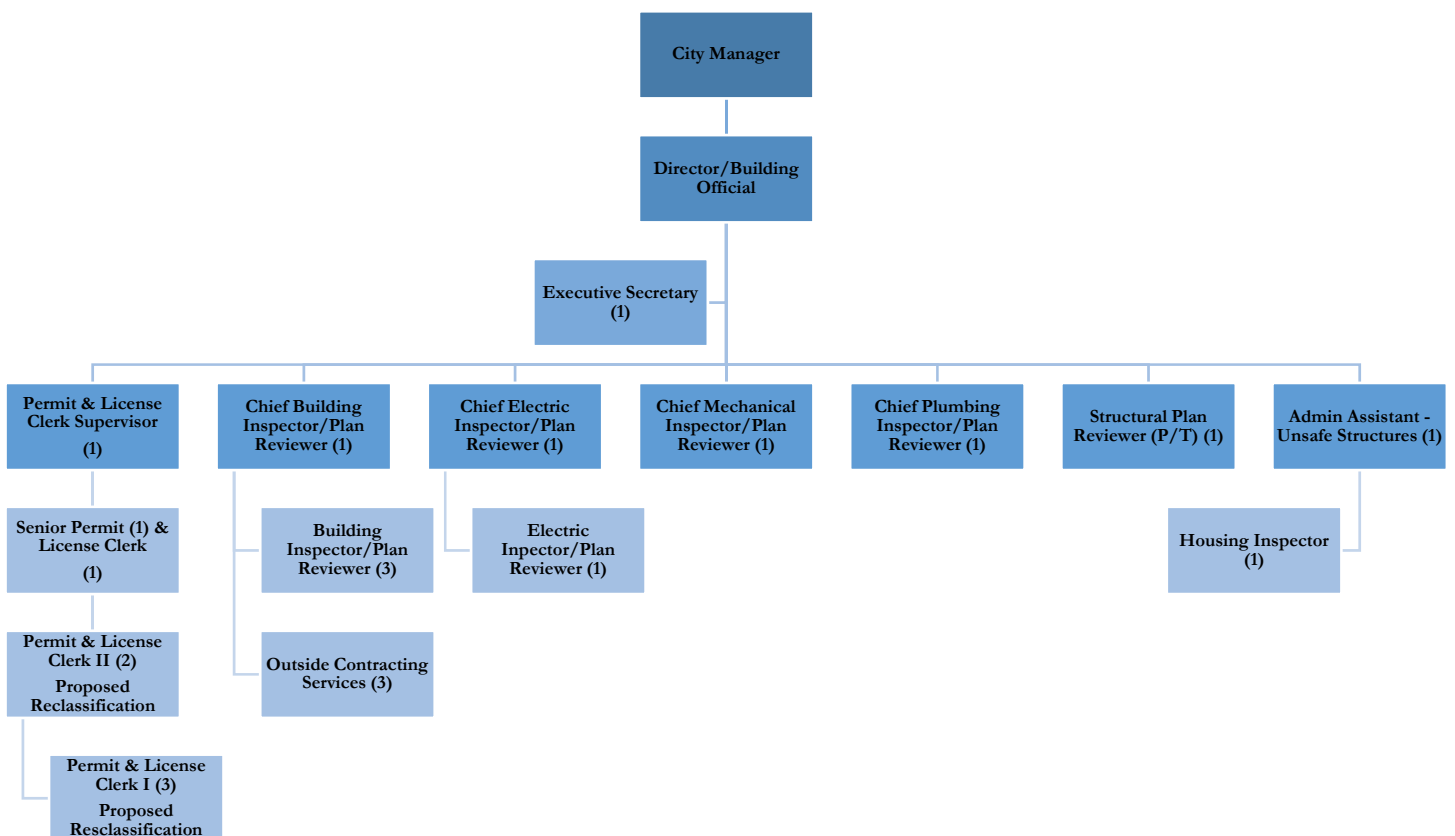 City Manager
Director/Building
Official
Executive Secretary
(1)
Permit & License
Clerk Supervisor
(1)
Chief Building
Inspector/Plan
Reviewer (1)
Chief Electric
Inspector/Plan
Reviewer (1)
Chief Mechanical
Inspector/Plan
Reviewer (1)
Chief Plumbing
Inspector/Plan
Reviewer (1)
Structural Plan
Reviewer (P/T) (1)
Admin Assistant -
Unsafe Structures (1)
Senior Permit (1) &
License Clerk
(1)
Building
Inspector/Plan
Reviewer (3)
Electric
Inpector/Plan
Reviewer (1)
Housing Inspector
(1)
Permit & License
Clerk II (2)
Proposed
Reclassification
Outside Contracting
Services (3)
Permit & License
Clerk I (3)
Proposed
Resclassification